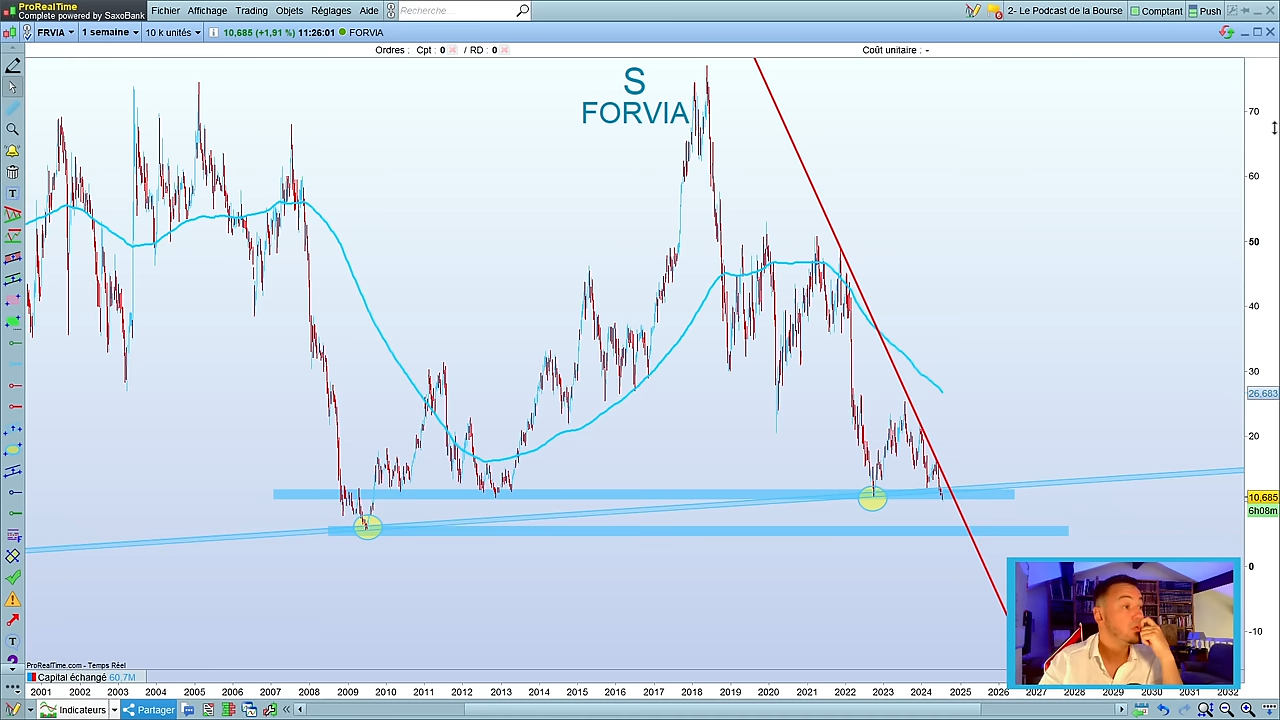 ProRealTime
Complete powered by SaxoBank
Fichier Affichage Trading Objets Réglages Aide
Recherche...
2- Le Podcast de la Bourse Comptant Push
FRVIA 1 semaine 10 k unités 10,685 (+1,91 %) 11:26:01 FORVIA
Ordres : Cpt : 0 / RD : 0 Coût unitaire : -
S
FORVIA
70
60
50
40
30
26,683
20
10,685
6h08m
0
-10
ProRealTime.com - Temps Réel
Capital échangé 60.7M
2001 2002 2003 2004 2005 2006 2007 2008 2009 2010 2011 2012 2013 2014 2015 2016 2017 2018 2019 2020 2021 2022 2023 2024 2025 2026 2027 2028 2029 2030 2031 2032
Indicateurs Partager